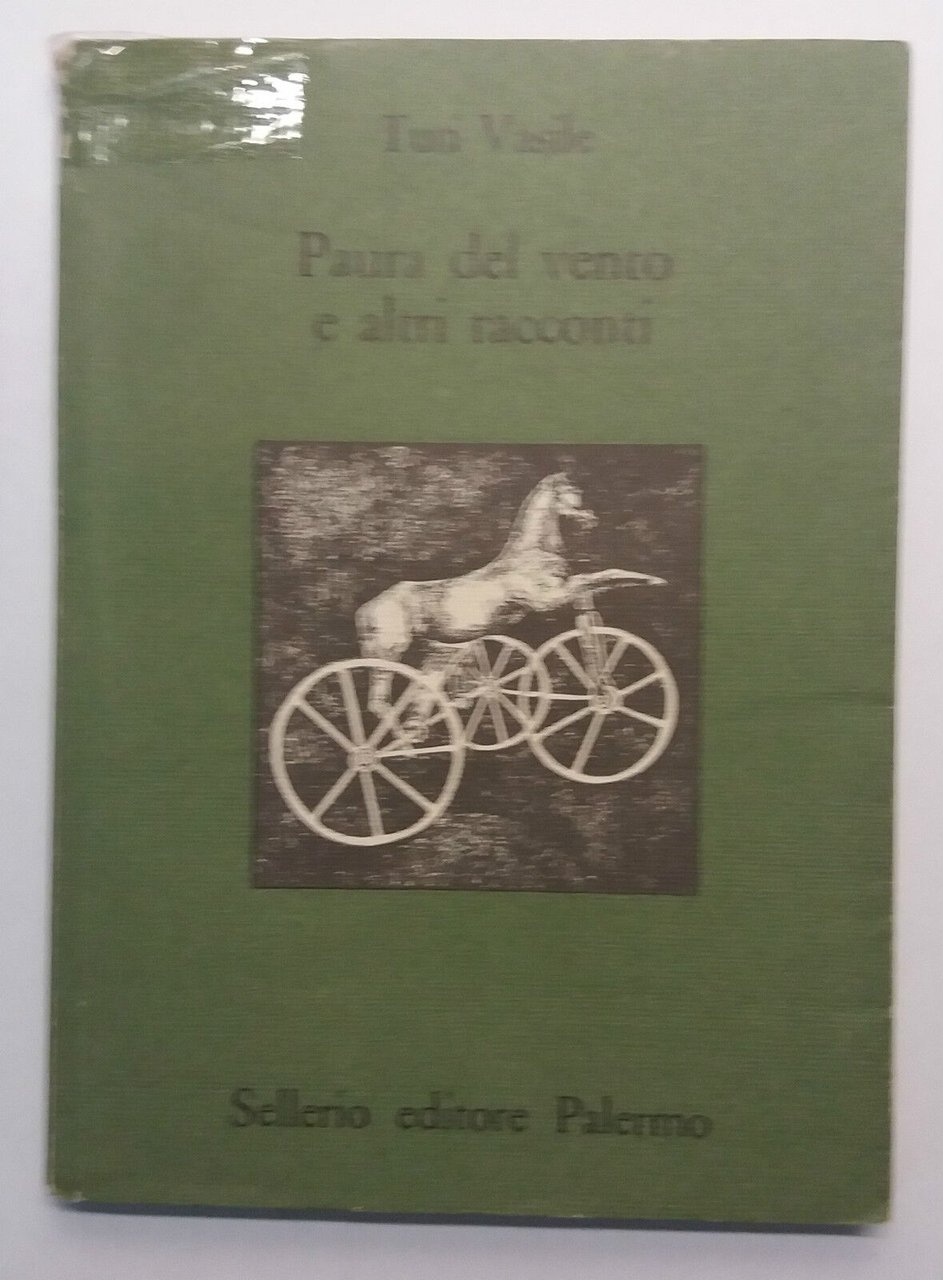 Turi Vasile
Paura del vento
e altri racconti
Sellerio editore Palermo